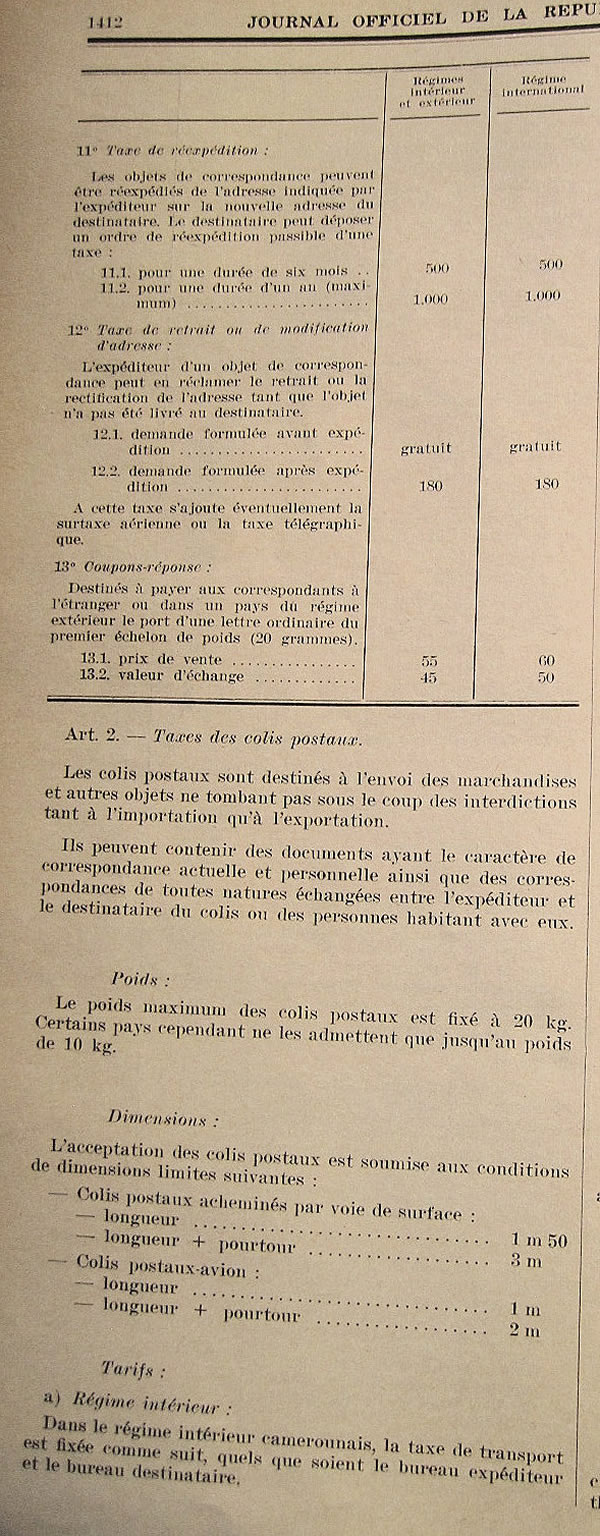 1412 JOURNAL OFFICIEL DE LA REPU
Régimes
intérieur
et extérieur
Régime
international
11° Taxe de réexpédition :
Les objets de correspondance peuvent
être réexpédiés de l'adresse indiquée par
l'expéditeur sur la nouvelle adresse du
destinataire. Le destinataire peut déposer
un ordre de réexpédition passible d'une
taxe :
11.1. pour une durée de six mois .. 500 500
11.2. pour une durée d'un an (maxi-
mum) ........................ 1.000 1.000
12° Taxe de retrait ou de modification
d'adresse :
L'expéditeur d'un objet de correspon-
dance peut en réclamer le retrait ou la
rectification de l'adresse tant que l'objet
n'a pas été livré au destinataire.
12.1. demande formulée avant expé-
dition ........................ gratuit gratuit
12.2. demande formulée après expé-
dition ........................ 180 180
A cette taxe s'ajoute éventuellement la
surtaxe aérienne ou la taxe télégraphi-
que.
13° Coupons-réponse :
Destinés à payer aux correspondants à
l'étranger ou dans un pays du régime
extérieur le port d'une lettre ordinaire du
premier échelon de poids (20 grammes).
13.1. prix de vente ................ 55 60
13.2. valeur d'échange ............. 45 50
Art. 2. — Taxes des colis postaux.
Les colis postaux sont destinés à l'envoi des marchandises
et autres objets ne tombant pas sous le coup des interdictions
tant à l'importation qu'à l'exportation.
Ils peuvent contenir des documents ayant le caractère de
correspondance actuelle et personnelle ainsi que des corres-
pondances de toutes natures échangées entre l'expéditeur et
le destinataire du colis ou des personnes habitant avec eux.
Poids :
Le poids maximum des colis postaux est fixé à 20 kg.
Certains pays cependant ne les admettent que jusqu'au poids
de 10 kg.
Dimensions :
L'acceptation des colis postaux est soumise aux conditions
de dimensions limites suivantes :
— Colis postaux acheminés par voie de surface :
— longueur .............................. 1 m 50
— longueur + pourtour .................. 3 m
— Colis postaux-avion :
— longueur .............................. 1 m
— longueur + pourtour .................. 2 m
Tarifs :
a) Régime intérieur :
Dans le régime intérieur camerounais, la taxe de transport
est fixée comme suit, quels que soient le bureau expéditeur
et le bureau destinataire.